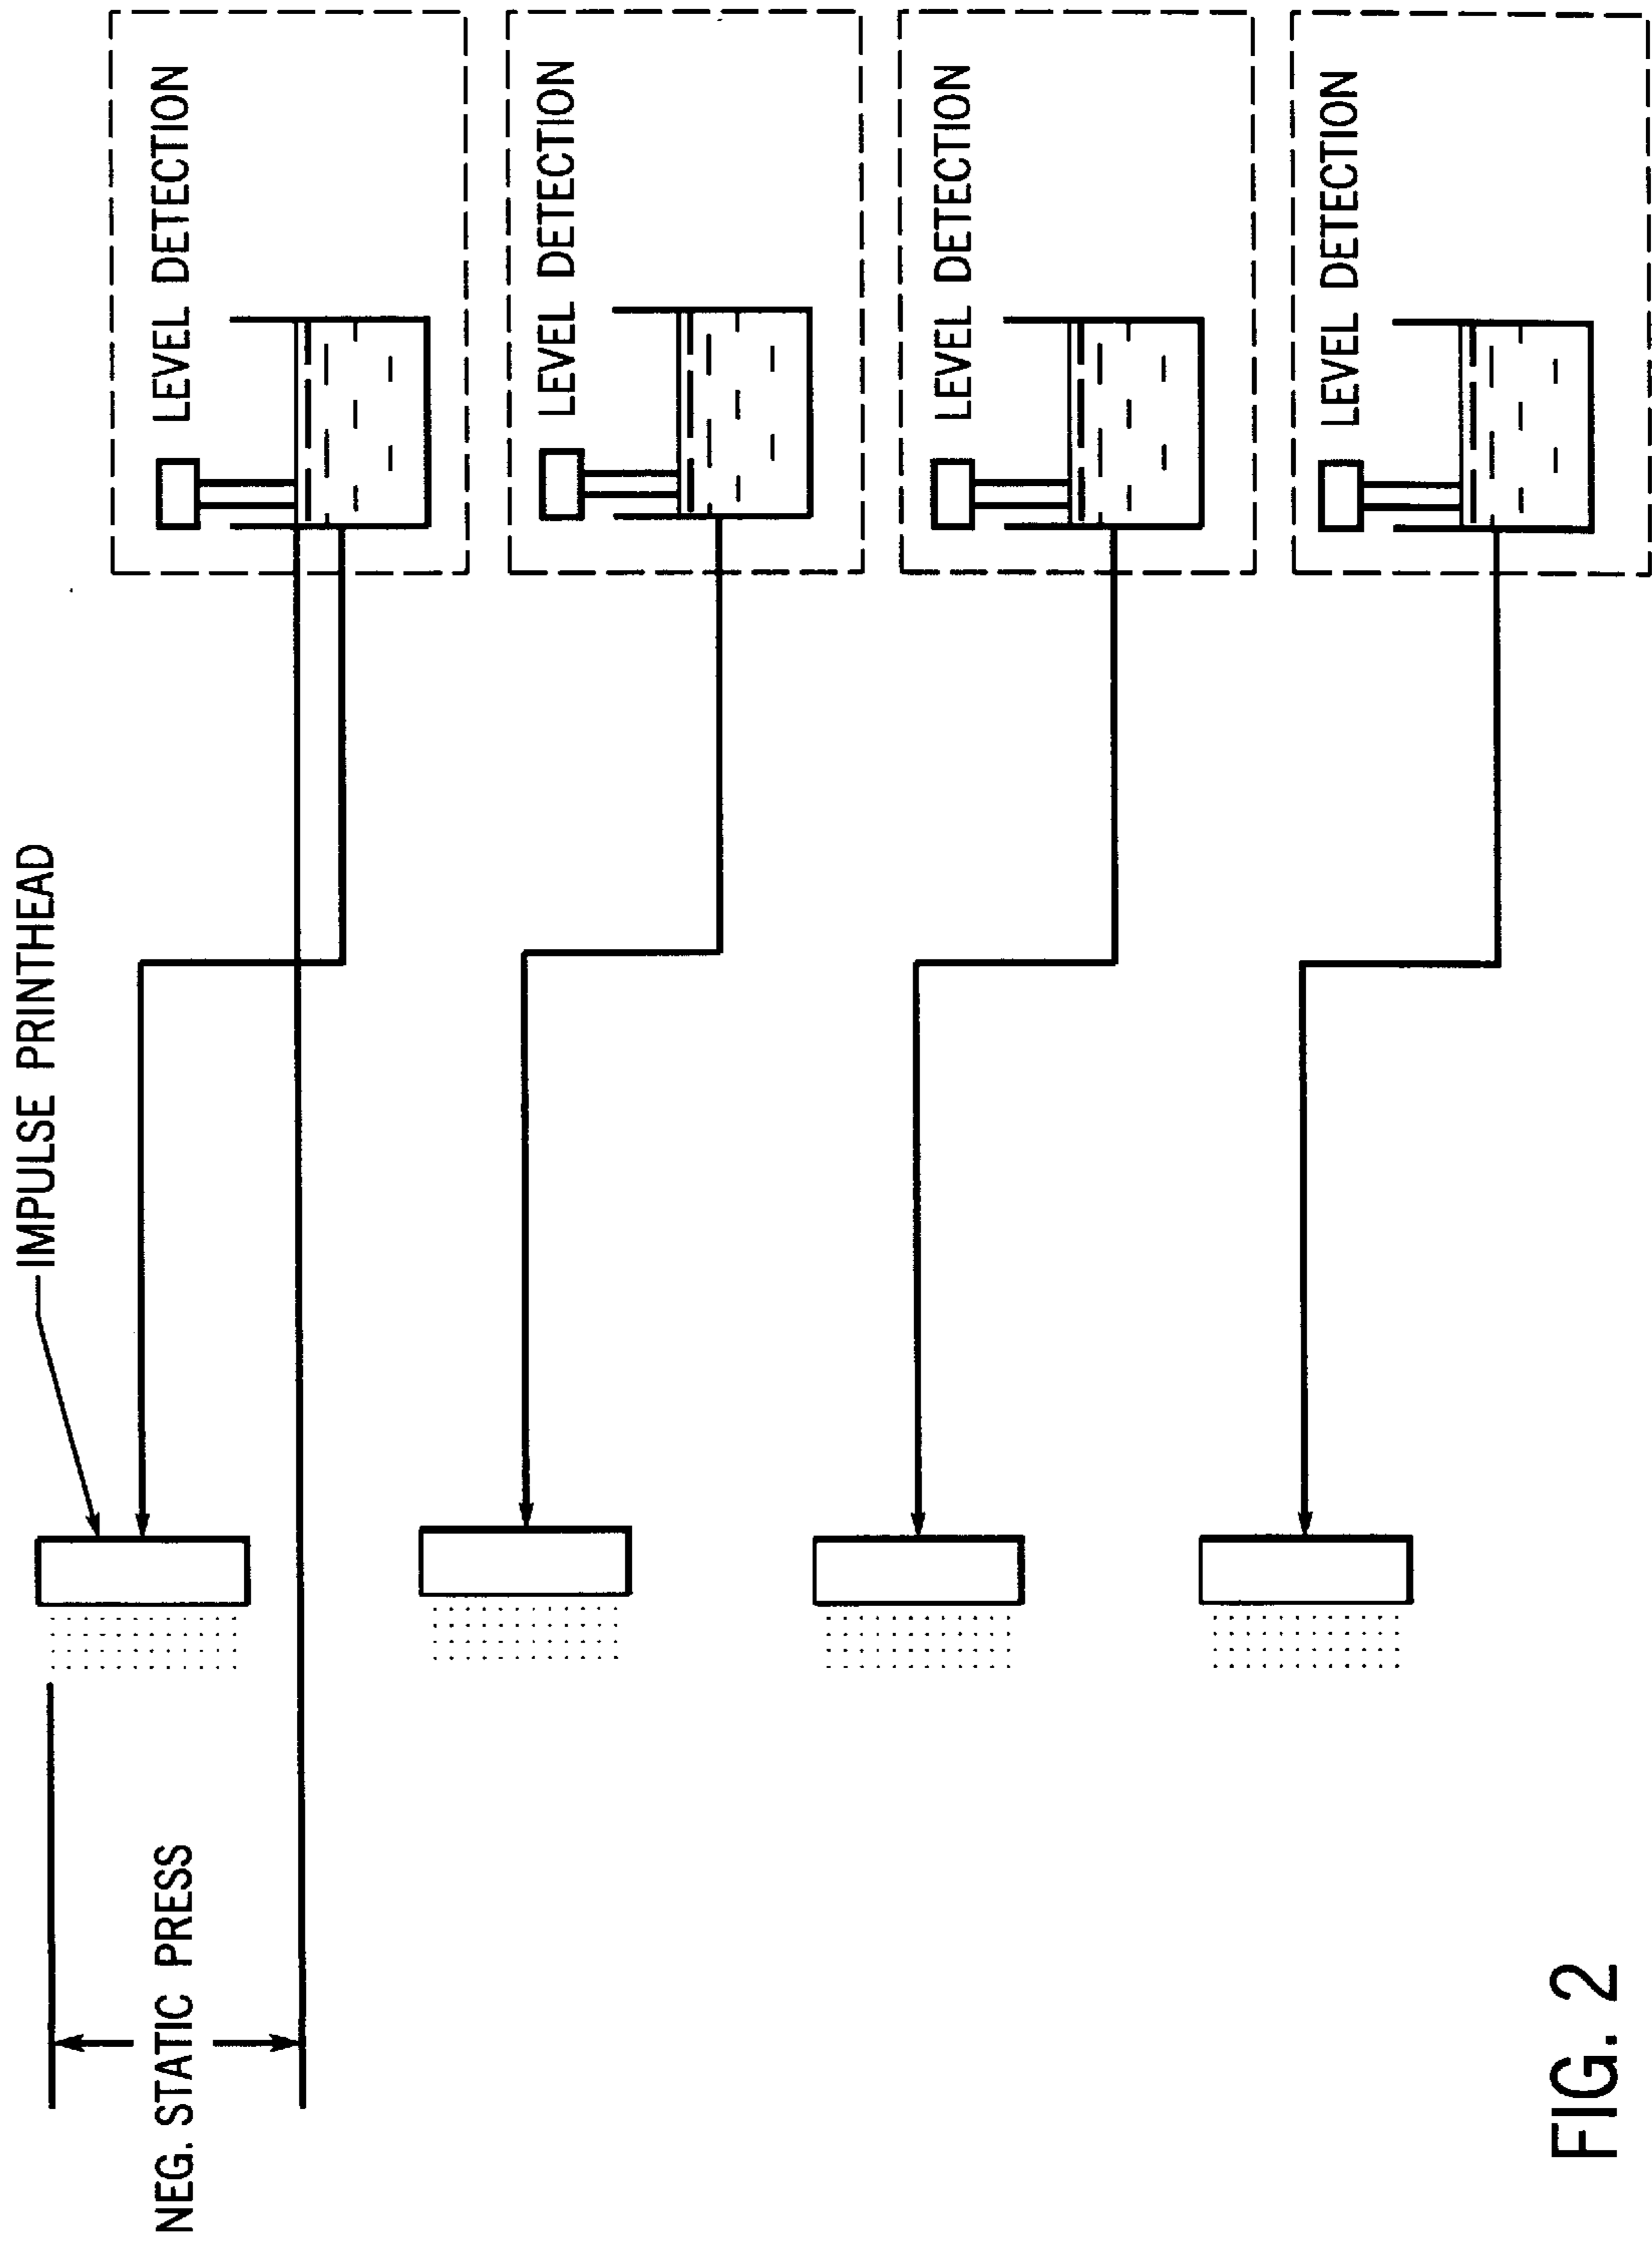 IMPULSE PRINTHEAD
NEG. STATIC PRESS
LEVEL DETECTION
LEVEL DETECTION
LEVEL DETECTION
LEVEL DETECTION
FIG. 2